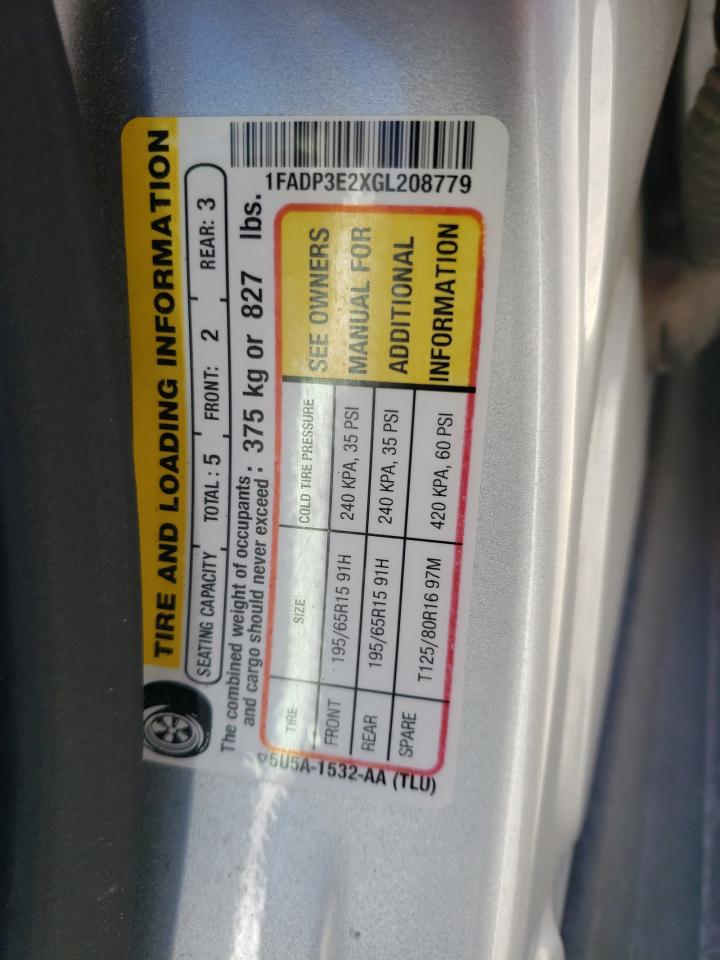 TIRE AND LOADING INFORMATION
SEATING CAPACITY TOTAL : 5 FRONT: 2 REAR: 3
The combined weight of occupants
and cargo should never exceed : 375 kg or 827 lbs.
TIRE SIZE COLD TIRE PRESSURE
FRONT 195/65R15 91H 240 KPA, 35 PSI
REAR 195/65R15 91H 240 KPA, 35 PSI
SPARE T125/80R16 97M 420 KPA, 60 PSI
SEE OWNERS
MANUAL FOR
ADDITIONAL
INFORMATION
5U5A-1532-AA (TLU)
1FADP3E2XGL208779